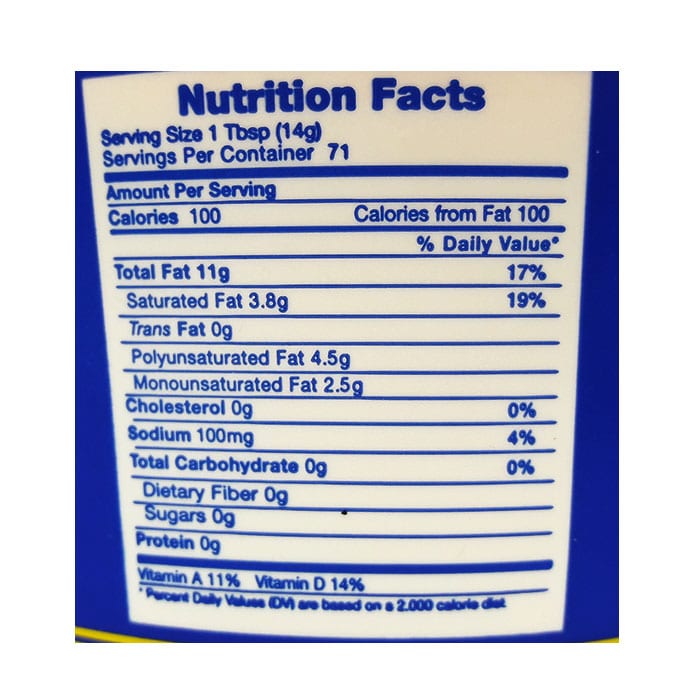 Nutrition Facts
Serving Size 1 Tbsp (14g)
Servings Per Container 71
Amount Per Serving
Calories 100 Calories from Fat 100
% Daily Value*
Total Fat 11g 17%
Saturated Fat 3.8g 19%
Trans Fat 0g
Polyunsaturated Fat 4.5g
Monounsaturated Fat 2.5g
Cholesterol 0g 0%
Sodium 100mg 4%
Total Carbohydrate 0g 0%
Dietary Fiber 0g
Sugars 0g
Protein 0g
Vitamin A 11% Vitamin D 14%
* Percent Daily Values (DV) are based on a 2.000 calorie diet